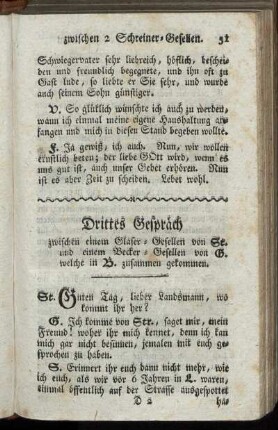 zwischen 2 Schreiner-Gesellen. 51
Schwiegervater sehr liebreich, höflich, beschei-
den und freundlich begegnete, und ihn oft zu
Gast lude, so liebte er Sie sehr, und wurde
auch seinem Sohn günstiger.
V. So glüklich wünschte ich auch zu werden,
wann ich einmal meine eigene Haushaltung an-
fangen und mich in diesen Stand begeben wollte.
F. Ja gewiß, ich auch. Nun, wir wollen
ernstlich betenz der liebe GOtt wird, wenn es
uns gut ist, auch unser Gebet erhören. Nun
ist es aber Zeit zu scheiden. Lebet wohl.
Drittes Gespräch
zwischen einem Glaser-Gesellen von Str.
und einem Becker-Gesellen von G.
welche in B. zusammen gekommen.
Str. Guten Tag, lieber Landsmann, wo
kommt ihr her?
G. Ich komme von Str., saget mir, mein
Freund! woher ihr mich kennet, denn ich kan
mich gar nicht besinnen, jemalen mit euch ge-
sprochen zu haben.
S. Erinnert ihr euch dann nicht mehr, wie
ich euch, als wir vor 6 Jahren in L. waren,
einmal öffentlich auf der Strasse ausgespottet
D 2 ha-